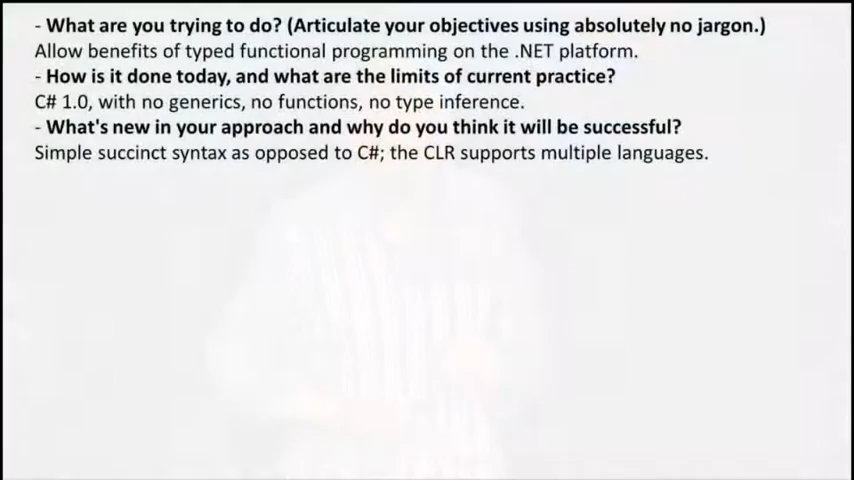 - What are you trying to do? (Articulate your objectives using absolutely no jargon.)
Allow benefits of typed functional programming on the .NET platform.
- How is it done today, and what are the limits of current practice?
C# 1.0, with no generics, no functions, no type inference.
- What's new in your approach and why do you think it will be successful?
Simple succinct syntax as opposed to C#; the CLR supports multiple languages.